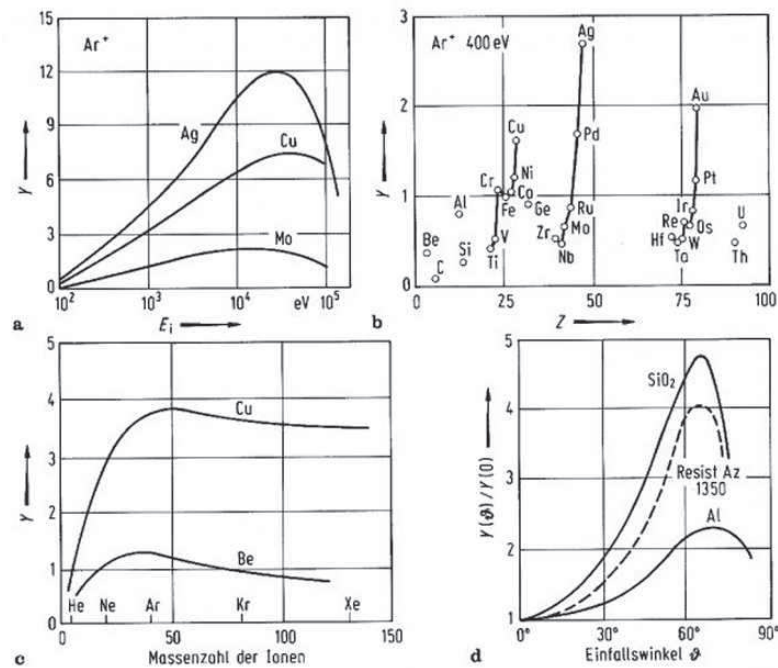 Ar⁺
Y
15
12
9
6
3
0
Ag
Cu
Mo
10²
10³
10⁴
eV
10⁵
a
E i
Ar⁺ 400 eV
Y
3
2
1
0
Ag
Au
Cu
Pd
Ni
Pt
Cr
Co
Al
Fe
Ge
Ru
Ir
Re
U
Be
V
Zr
Mo
Hf
Os
Si
Ti
Nb
Ta
W
Th
C
25
50
75
100
b
Z
Y
5
4
3
2
1
0
Cu
Be
He
Ne
Ar
Kr
Xe
0
50
100
150
c
Massenzahl der Ionen
Y(ϑ)/Y(0)
5
4
3
2
1
SiO₂
Resist Az
1350
Al
0°
30°
60°
90°
d
Einfallswinkel ϑ